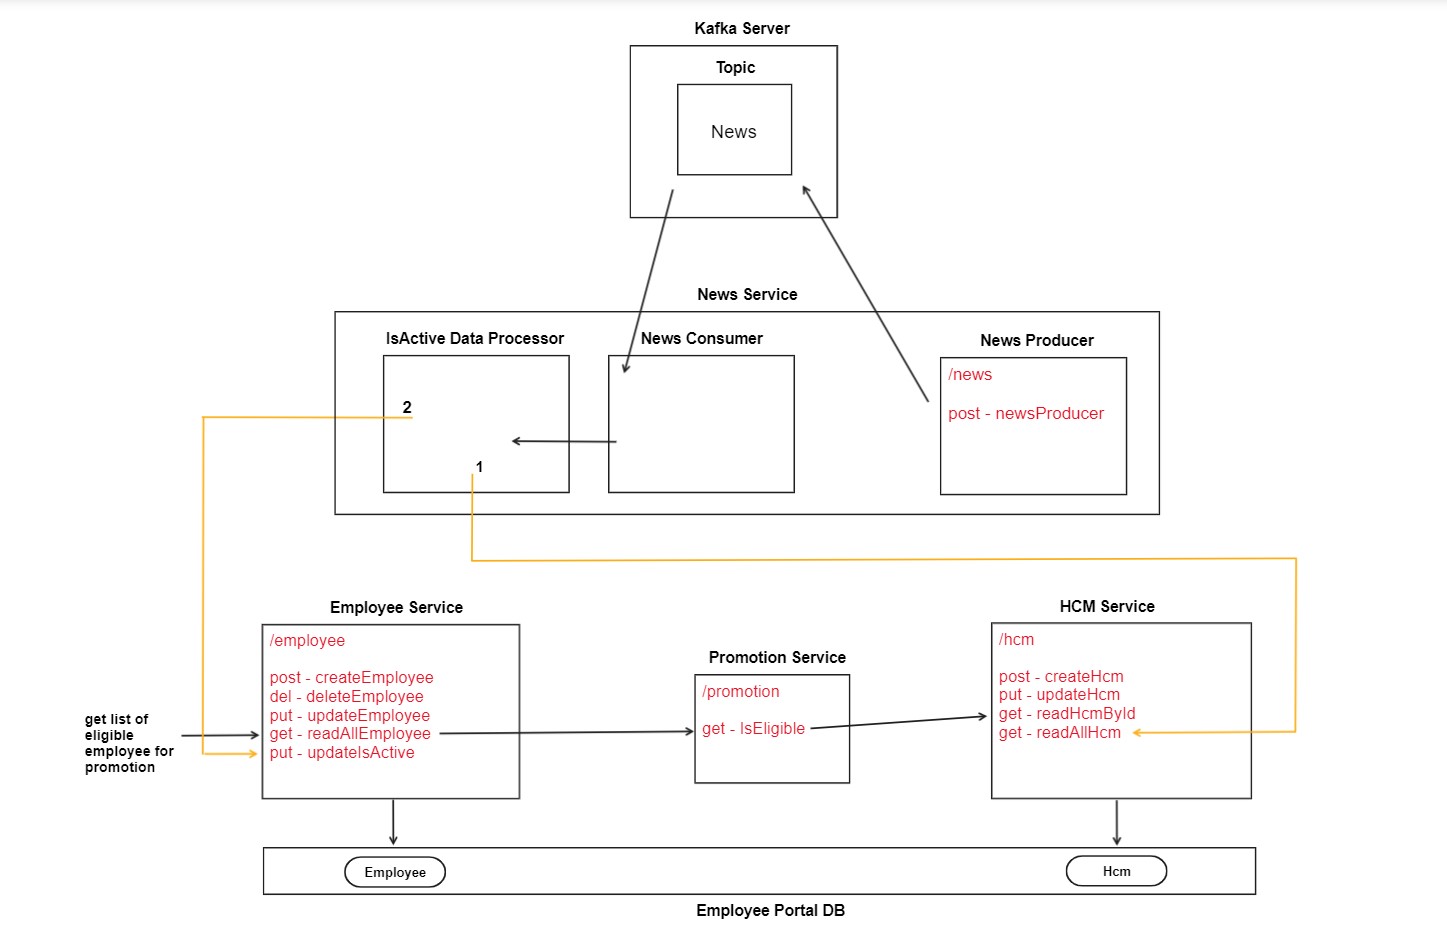 Kafka Server
Topic
News
News Service
IsActive Data Processor
News Consumer
News Producer
/news
post - newsProducer
2
1
Employee Service
/employee
post - createEmployee
del - deleteEmployee
put - updateEmployee
get - readAllEmployee
put - updateIsActive
get list of
eligible
employee for
promotion
Promotion Service
/promotion
get - IsEligible
HCM Service
/hcm
post - createHcm
put - updateHcm
get - readHcmById
get - readAllHcm
Employee
Hcm
Employee Portal DB